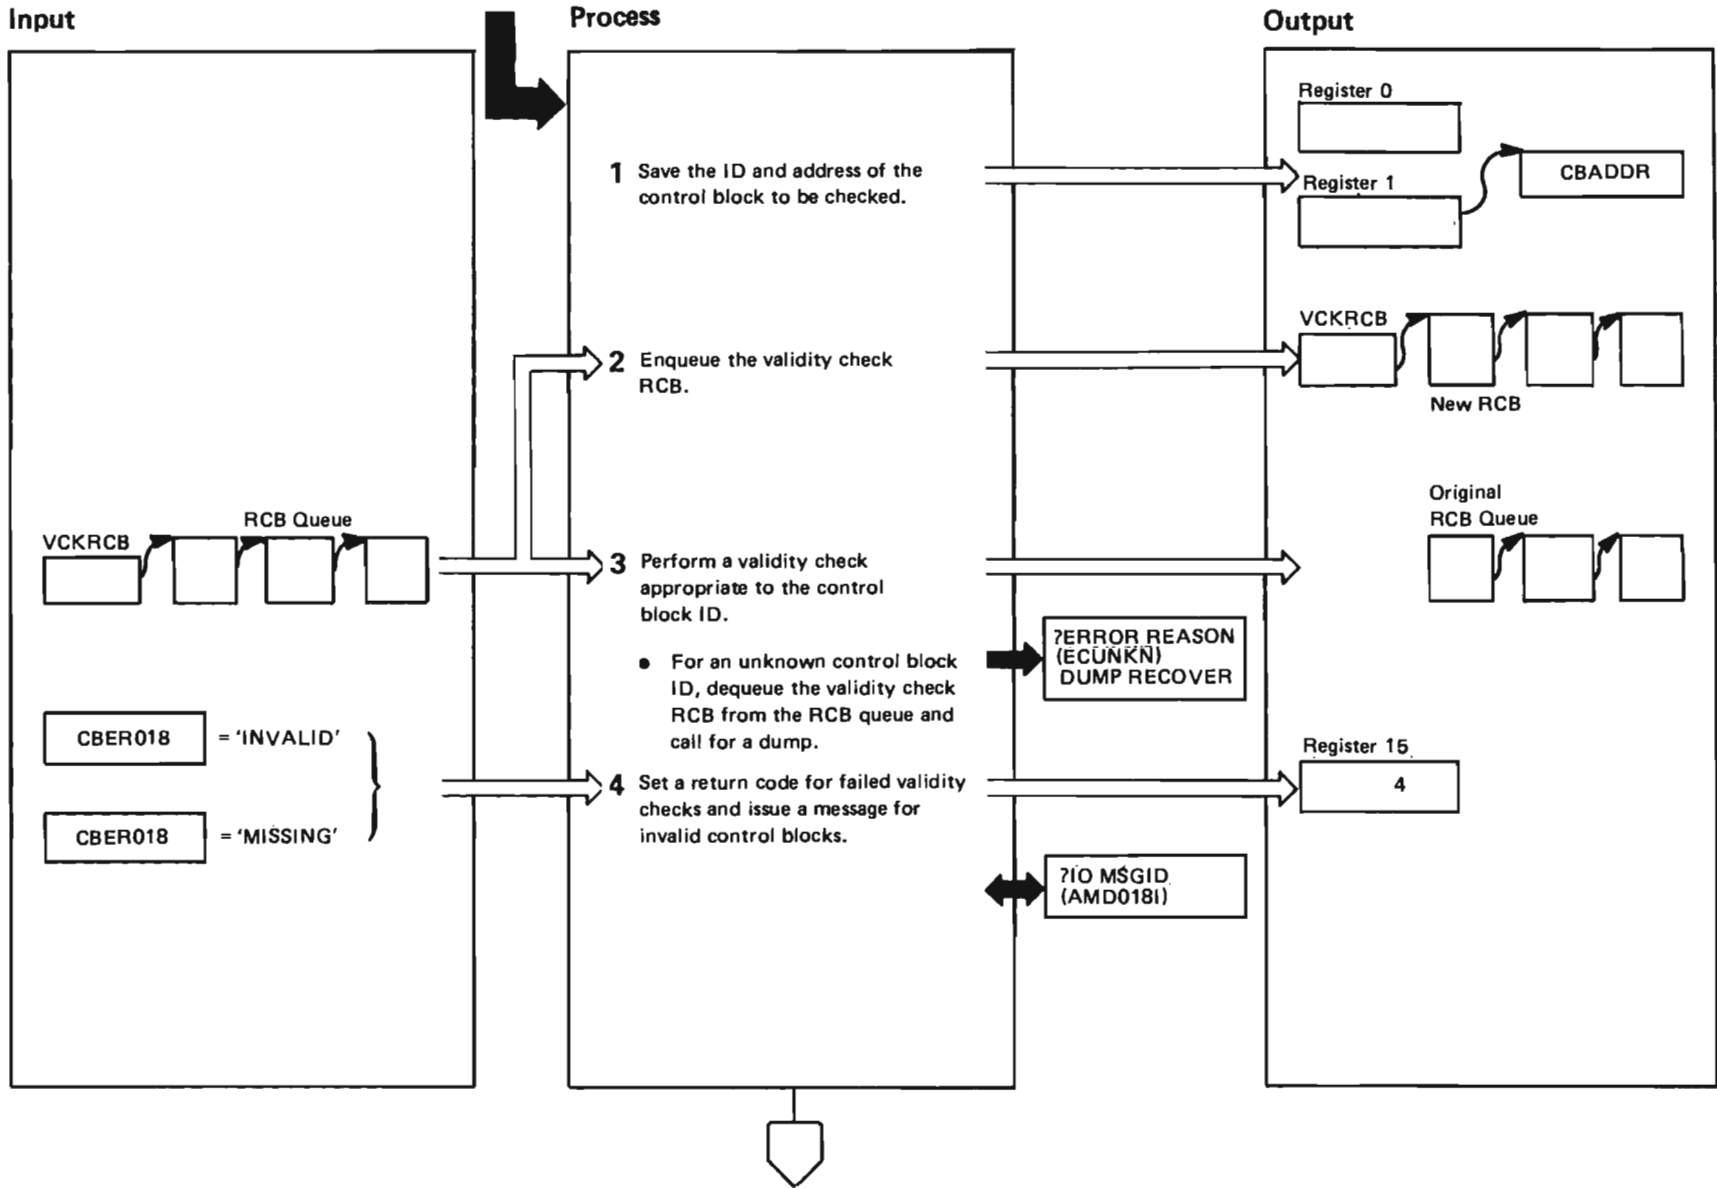 Input
Process
Output
Register 0
1 Save the ID and address of the
control block to be checked.
Register 1
CBADDR
VCKRCB
2 Enqueue the validity check
RCB.
New RCB
Original
RCB Queue
RCB Queue
VCKRCB
3 Perform a validity check
appropriate to the control
block ID.
• For an unknown control block
ID, dequeue the validity check
RCB from the RCB queue and
call for a dump.
?ERROR REASON
(ECUNKN)
DUMP RECOVER
CBER018 = 'INVALID'
CBER018 = 'MISSING'
4 Set a return code for failed validity
checks and issue a message for
invalid control blocks.
Register 15
4
?IO MSGID
(AMD018I)